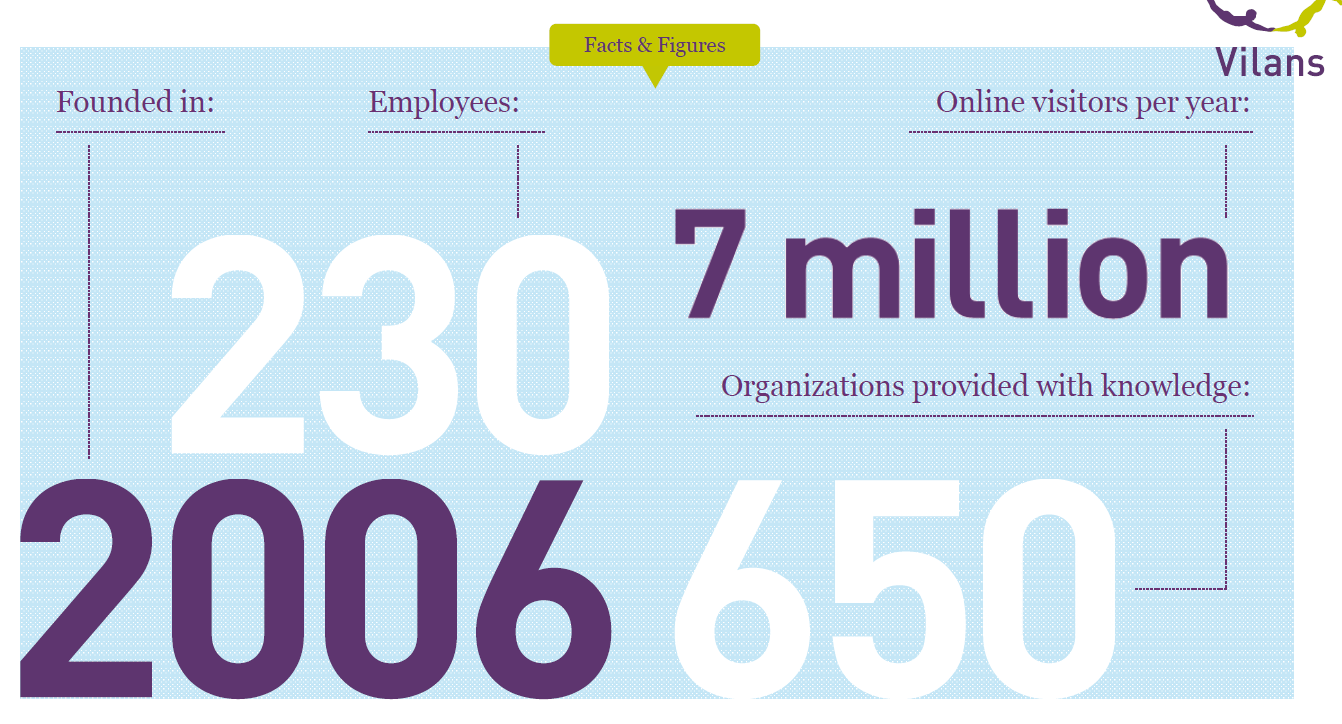 Facts & Figures
Vilans
Founded in:
Employees:
Online visitors per year:
230
7 million
Organizations provided with knowledge:
2006
650